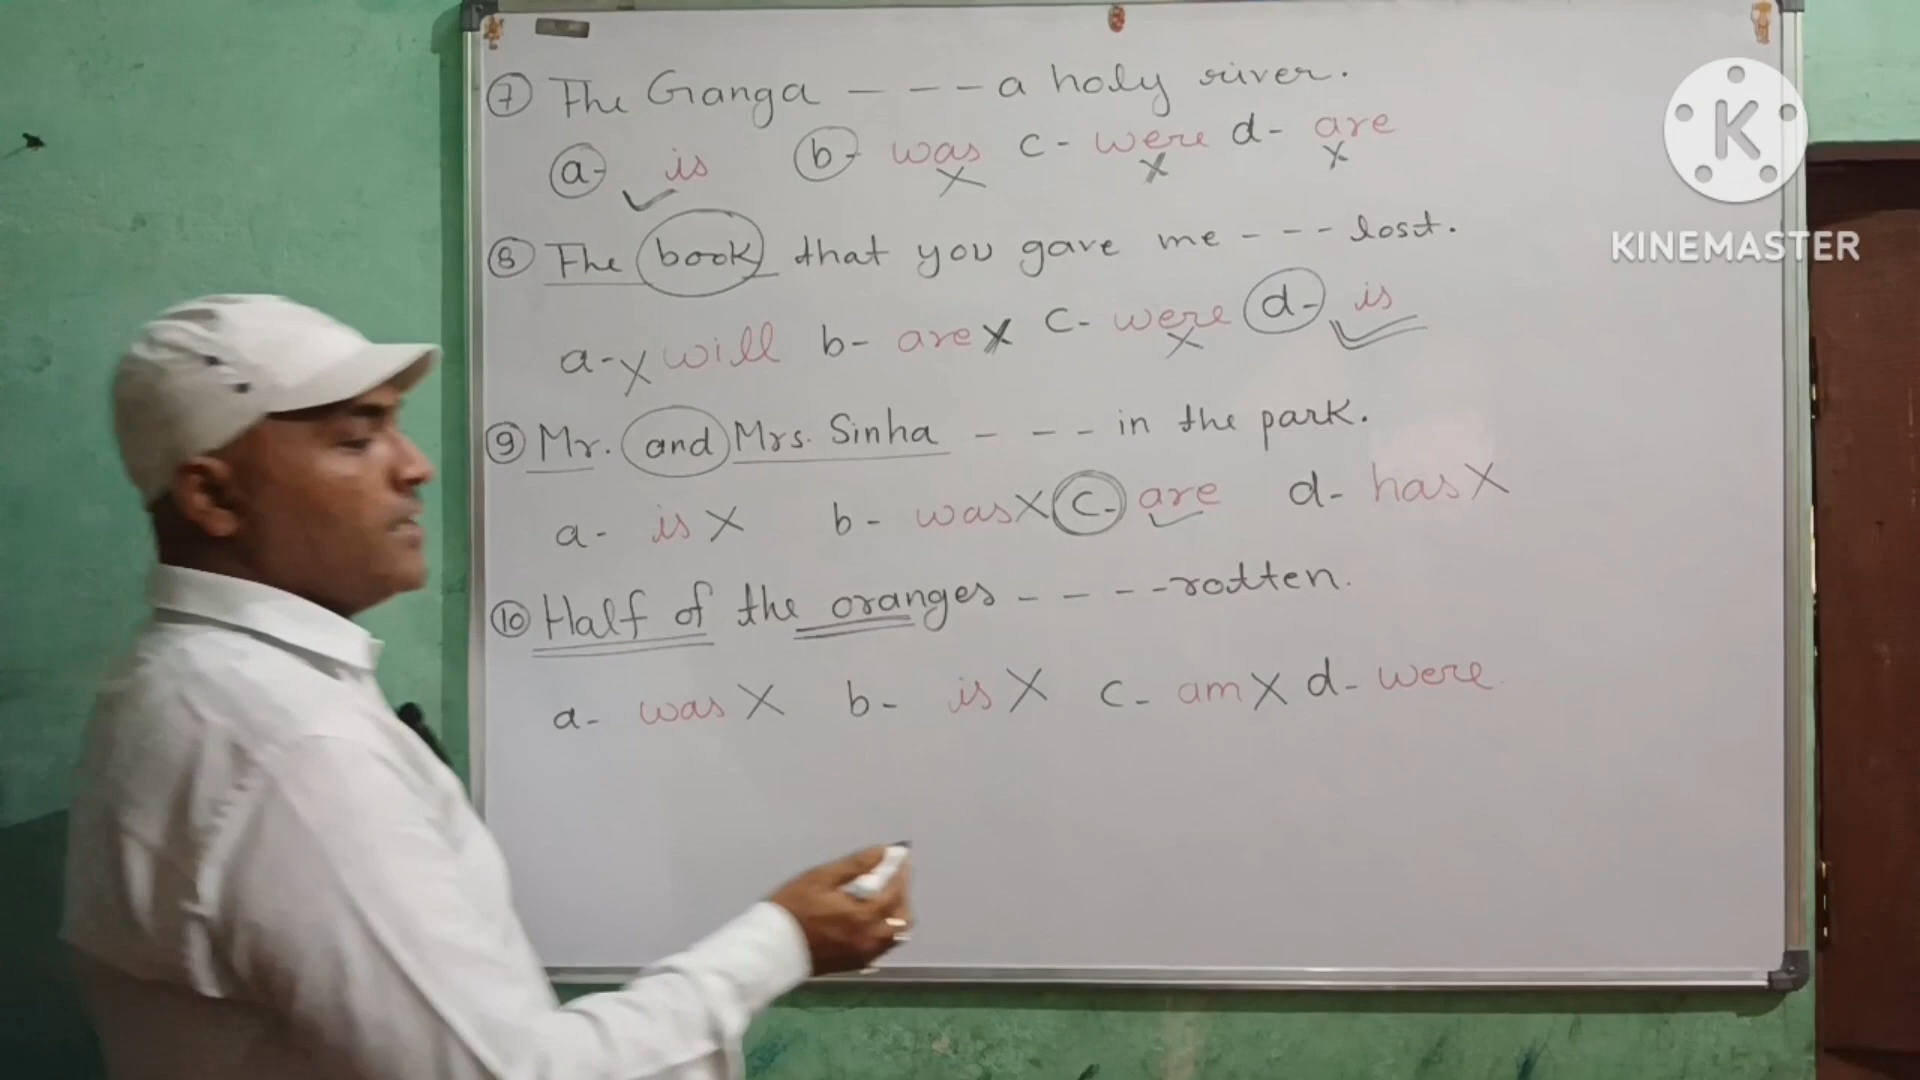 7 The Ganga - - - a holy river.
a- is b- was c- were d- are
8 The book that you gave me - - - lost.
a- will b- are c- were d- is
9 Mr. and Mrs. Sinha - - - in the park.
a- is b- was c- are d- has
10 Half of the oranges - - - - rotten.
a- was b- is c- am d- were
K
KINEMASTER